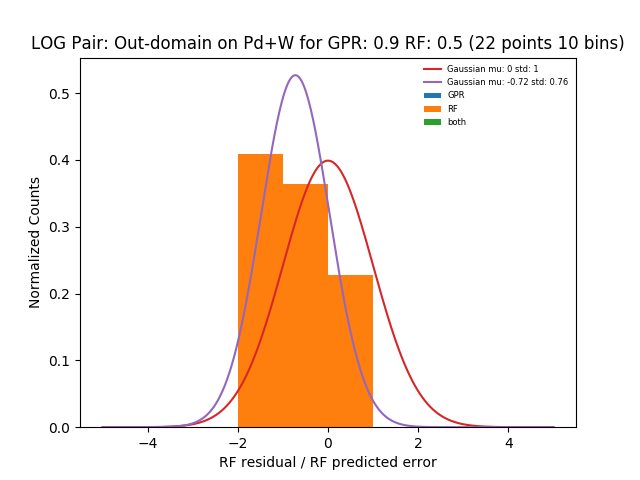 LOG Pair: Out-domain on Pd+W for GPR: 0.9 RF: 0.5 (22 points 10 bins)
Gaussian mu: 0 std: 1
Gaussian mu: -0.72 std: 0.76
GPR
RF
both
Normalized Counts
0.5
0.4
0.3
0.2
0.1
0.0
−4
−2
0
2
4
RF residual / RF predicted error